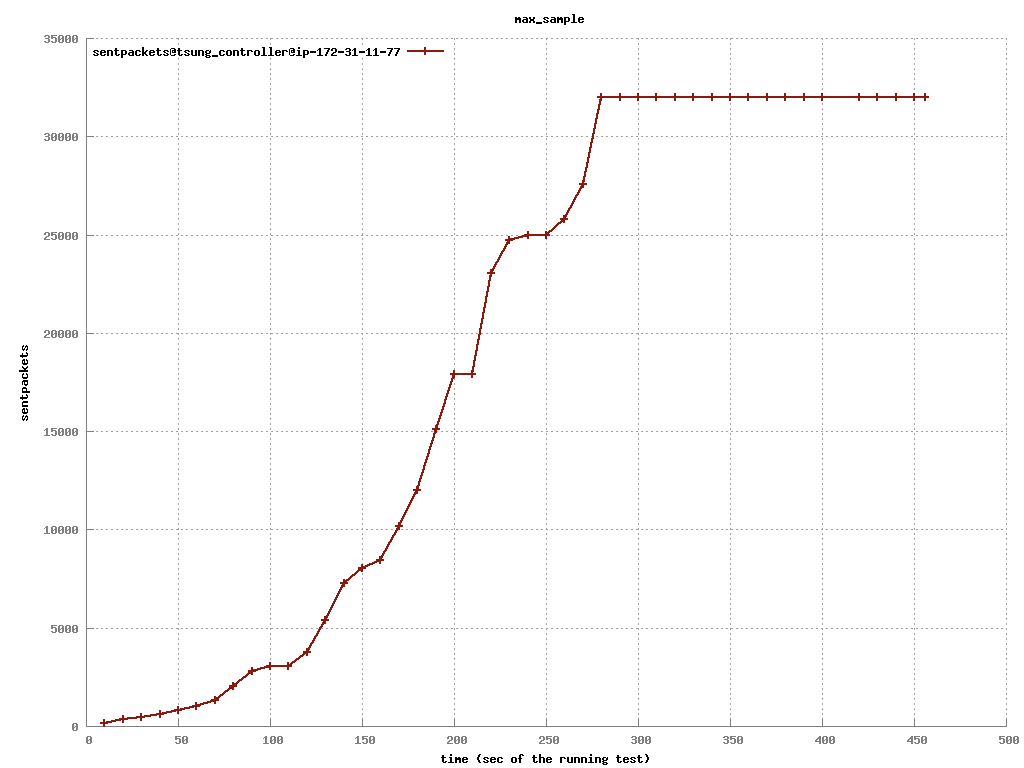 max_sample
35000
sentpackets@tsung_controller@ip-172-31-11-77
30000
25000
20000
sentpackets
15000
10000
5000
0
0 50 100 150 200 250 300 350 400 450 500
time (sec of the running test)